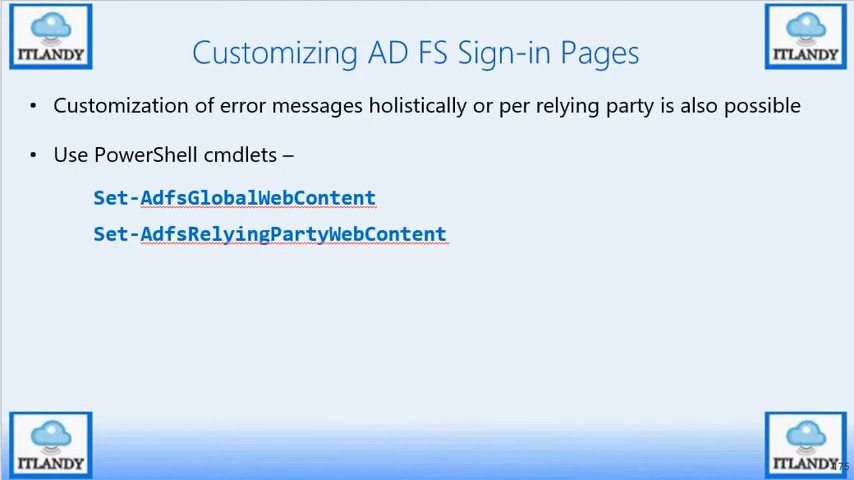 ITLANDY
ITLANDY
Customizing AD FS Sign-in Pages
• Customization of error messages holistically or per relying party is also possible
• Use PowerShell cmdlets –
Set-AdfsGlobalWebContent
Set-AdfsRelyingPartyWebContent
ITLANDY
ITLANDY